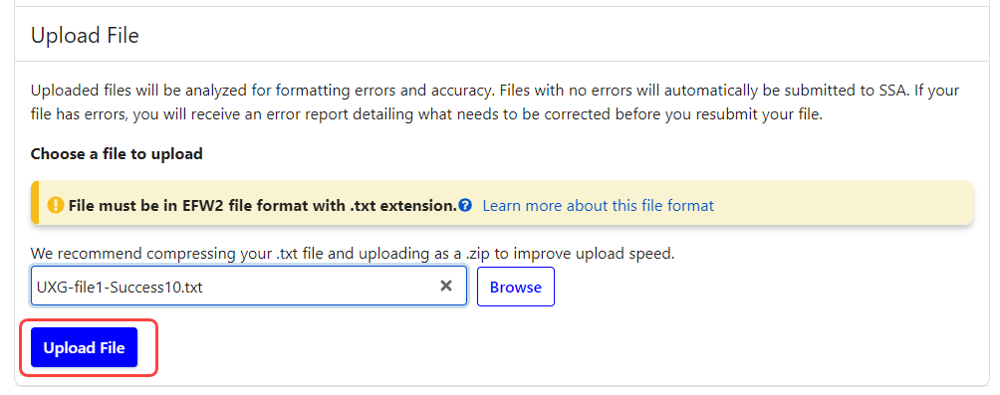 Upload File
Uploaded files will be analyzed for formatting errors and accuracy. Files with no errors will automatically be submitted to SSA. If your
file has errors, you will receive an error report detailing what needs to be corrected before you resubmit your file.
Choose a file to upload
File must be in EFW2 file format with .txt extension. Learn more about this file format
We recommend compressing your .txt file and uploading as a .zip to improve upload speed.
UXG-file1-Success10.txt Browse
Upload File